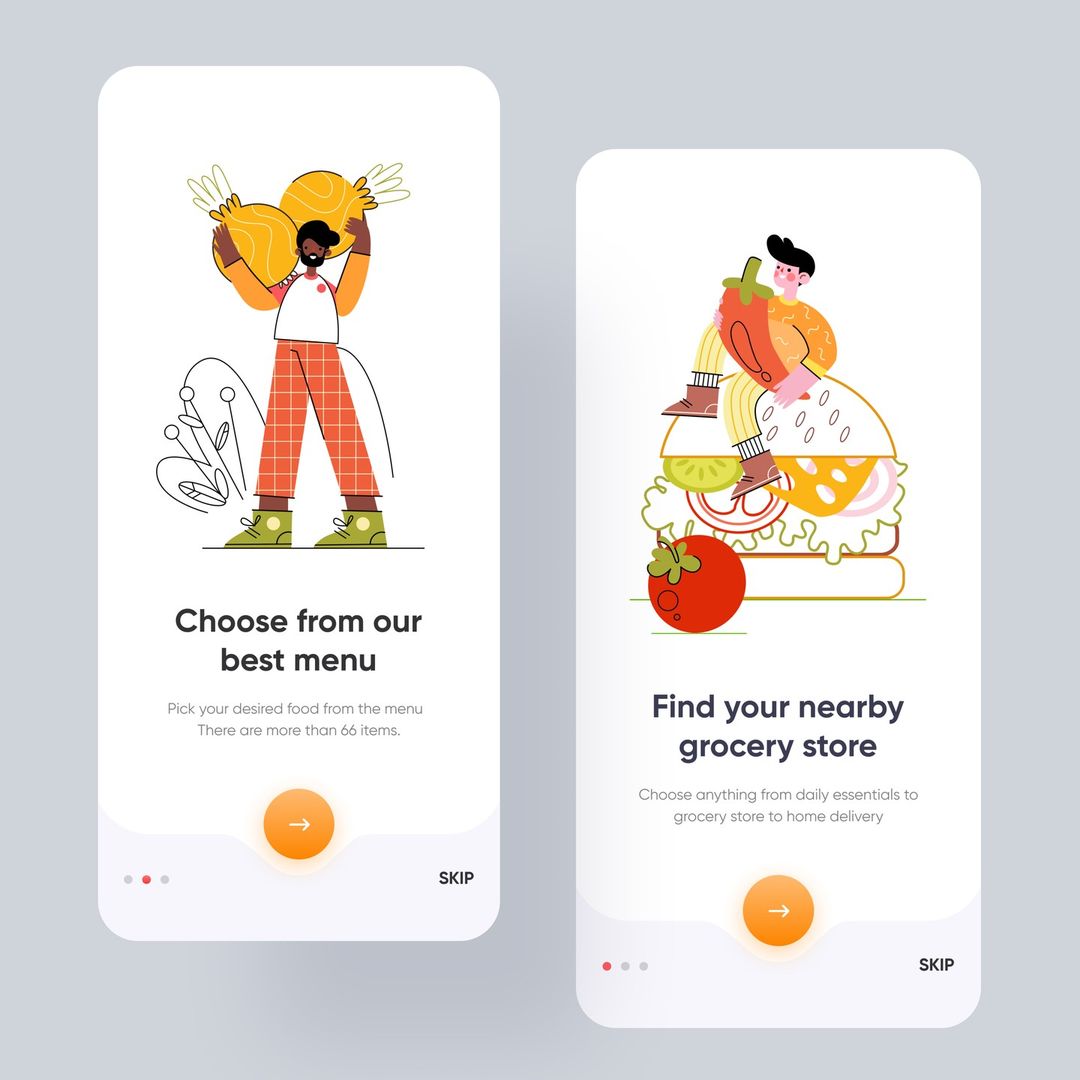 Choose from our
best menu
Pick your desired food from the menu
There are more than 66 items.
SKIP
Find your nearby
grocery store
Choose anything from daily essentials to
grocery store to home delivery
SKIP